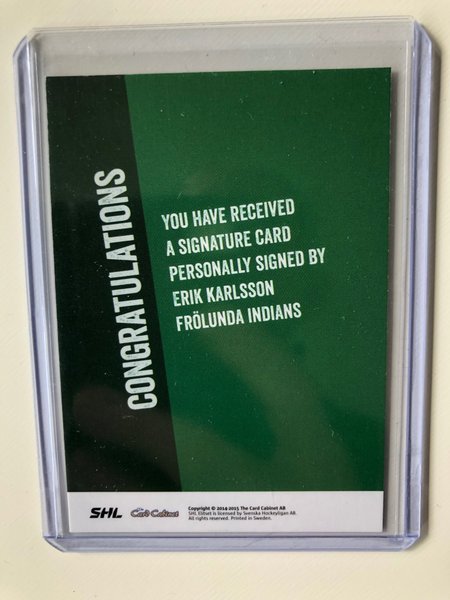 CONGRATULATIONS
YOU HAVE RECEIVED
A SIGNATURE CARD
PERSONALLY SIGNED BY
ERIK KARLSSON
FRÖLUNDA INDIANS
SHL
Card Cabinet
Copyright © 2014-2015 The Card Cabinet AB
SHL Elitset is licensed by Svenska Hockeyligan AB.
All rights reserved. Printed in Sweden.